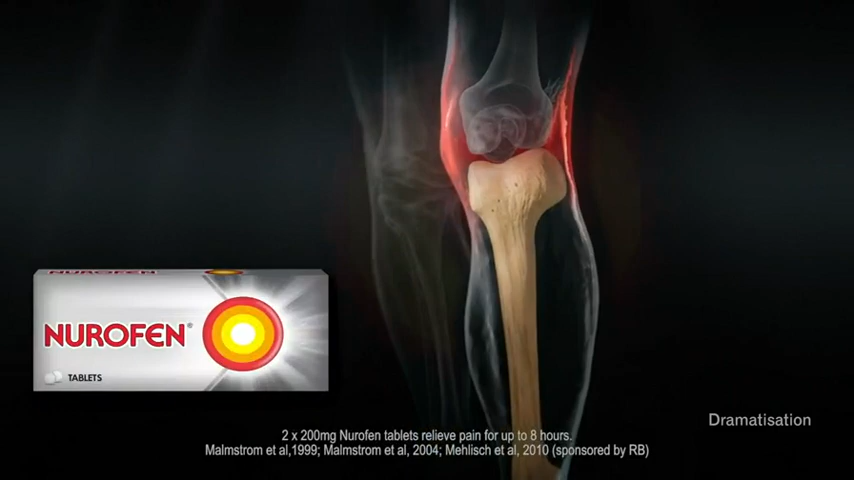 NUROFEN
NUROFEN®
TABLETS
Dramatisation
2 x 200mg Nurofen tablets relieve pain for up to 8 hours.
Malmstrom et al,1999; Malmstrom et al, 2004; Mehlisch et al, 2010 (sponsored by RB)